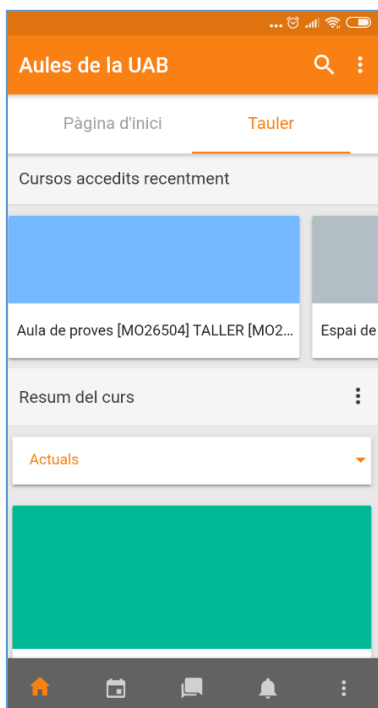 Aules de la UAB
Pàgina d'inici
Tauler
Cursos accedits recentment
Aula de proves [MO26504] TALLER [MO2...
Espai de
Resum del curs
Actuals